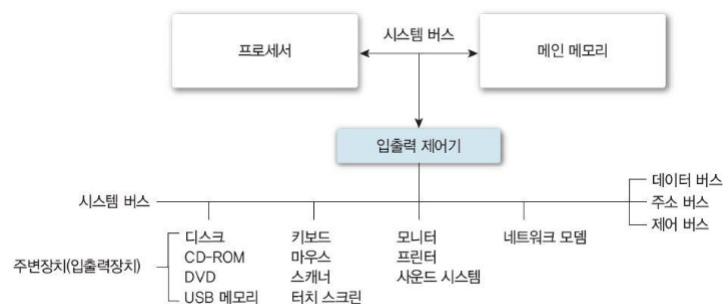 시스템 버스
프로세서
메인 메모리
입출력 제어기
시스템 버스
데이터 버스
주소 버스
제어 버스
주변장치(입출력장치)
디스크
CD-ROM
DVD
USB 메모리
키보드
마우스
스캐너
터치 스크린
모니터
프린터
사운드 시스템
네트워크 모뎀